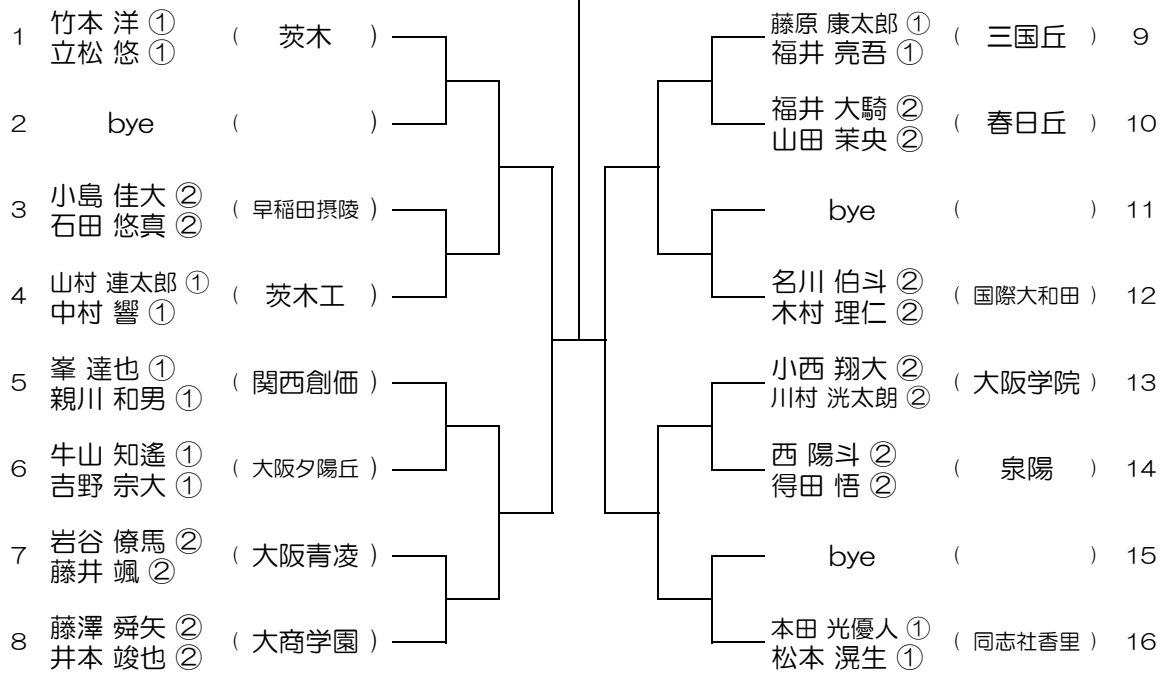 1 竹本 洋 ① ( 茨木 )
立松 悠 ①
2 bye ( )
3 小島 佳大 ② ( 早稲田摂陵 )
石田 悠真 ②
4 山村 連太郎 ① ( 茨木工 )
中村 響 ①
5 峯 達也 ① ( 関西創価 )
親川 和男 ①
6 牛山 知遙 ① ( 大阪夕陽丘 )
吉野 宗大 ①
7 岩谷 僚馬 ② ( 大阪青凌 )
藤井 颯 ②
8 藤澤 舜矢 ② ( 大商学園 )
井本 竣也 ②
藤原 康太郎 ① ( 三国丘 ) 9
福井 亮吾 ①
福井 大騎 ② ( 春日丘 ) 10
山田 茉央 ②
bye ( ) 11
名川 伯斗 ② ( 国際大和田 ) 12
木村 理仁 ②
小西 翔大 ② ( 大阪学院 ) 13
川村 洸太朗 ②
西 陽斗 ② ( 泉陽 ) 14
得田 悟 ②
bye ( ) 15
本田 光優人 ① ( 同志社香里 ) 16
松本 滉生 ①